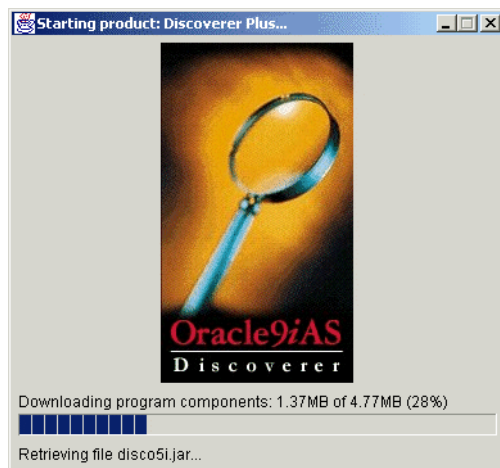 Starting product: Discoverer Plus...
Oracle9iAS
Discoverer
Downloading program components: 1.37MB of 4.77MB (28%)
Retrieving file disco5i.jar...